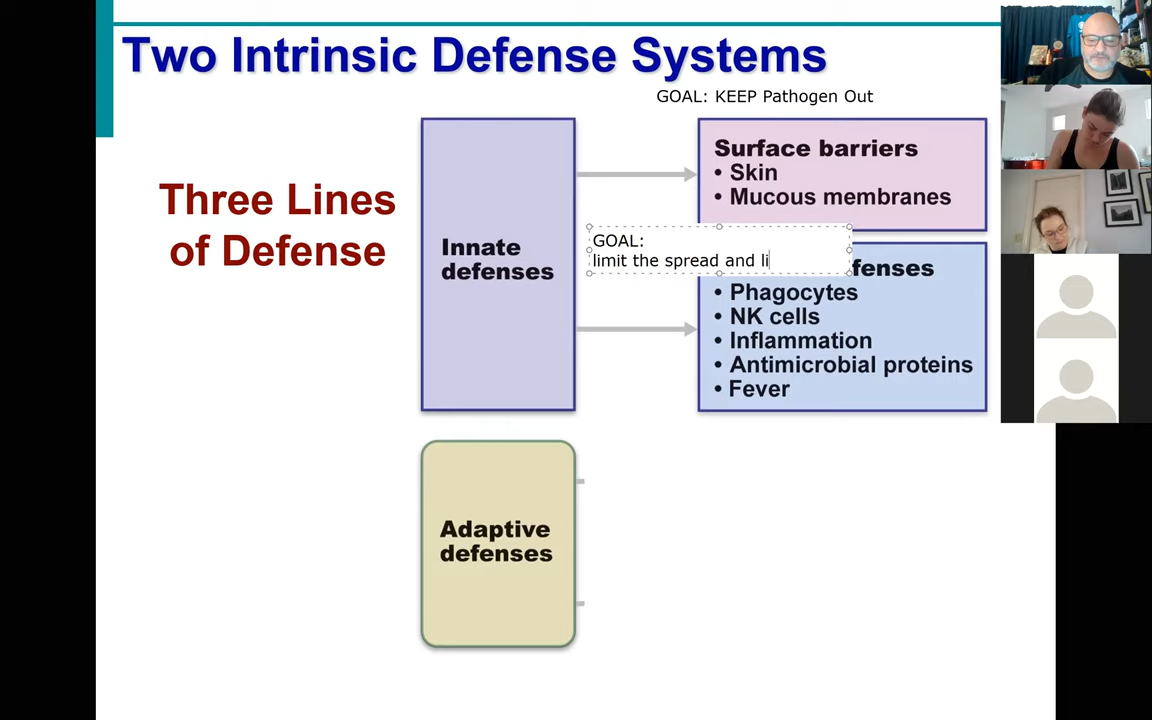 Two Intrinsic Defense Systems
GOAL: KEEP Pathogen Out
Three Lines
of Defense
Innate
defenses
Surface barriers
• Skin
• Mucous membranes
GOAL:
limit the spread and li
• Phagocytes
• NK cells
• Inflammation
• Antimicrobial proteins
• Fever
Adaptive
defenses